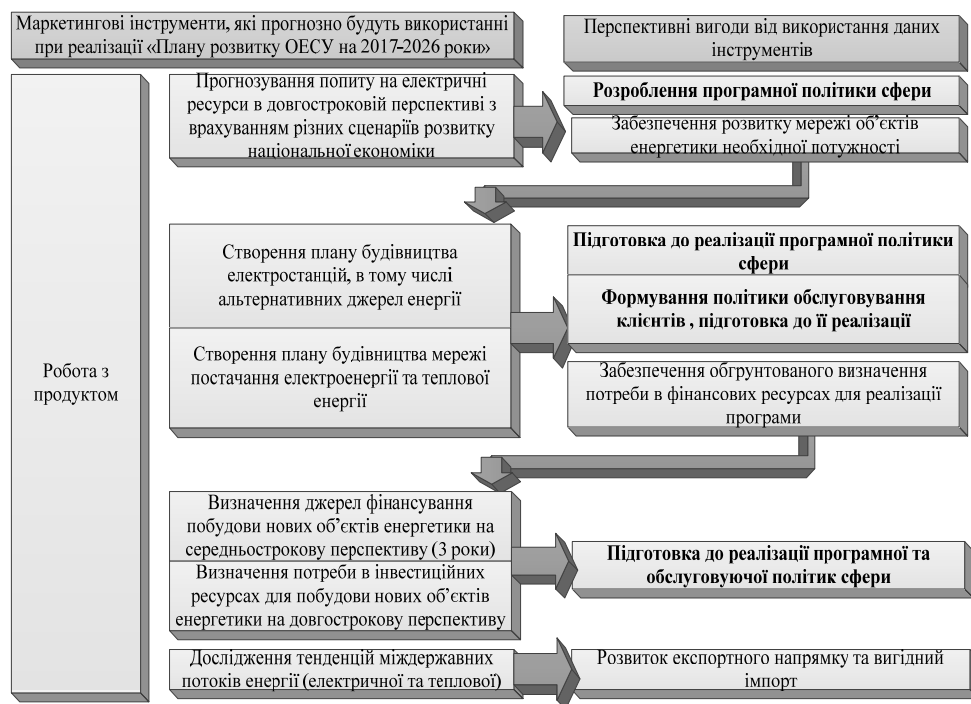 Маркетингові інструменти, які прогнозно будуть використанні
при реалізації «Плану розвитку ОЕСУ на 2017-2026 роки»
Перспективні вигоди від використання даних
інструментів
Робота з
продуктом
Прогнозування попиту на електричні
ресурси в довгостроковій перспективі з
врахуванням різних сценаріїв розвитку
національної економіки
Розроблення програмної політики сфери
Забезпечення розвитку мережі об’єктів
енергетики необхідної потужності
Створення плану будівництва
електростанцій, в тому числі
альтернативних джерел енергії
Створення плану будівництва мережі
постачання електроенергії та теплової
енергії
Підготовка до реалізації програмної політики
сфери
Формування політики обслуговування
клієнтів , підготовка до її реалізації
Забезпечення обгрунтованого визначення
потреби в фінансових ресурсах для реалізації
програми
Визначення джерел фінансування
побудови нових об’єктів енергетики на
середньострокову перспективу (3 роки)
Визначення потреби в інвестиційних
ресурсах для побудови нових об’єктів
енергетики на довгострокову перспективу
Підготовка до реалізації програмної та
обслуговуючої політик сфери
Дослідження тенденцій міждержавних
потоків енергії (електричної та теплової)
Розвиток експортного напрямку та вигідний
імпорт